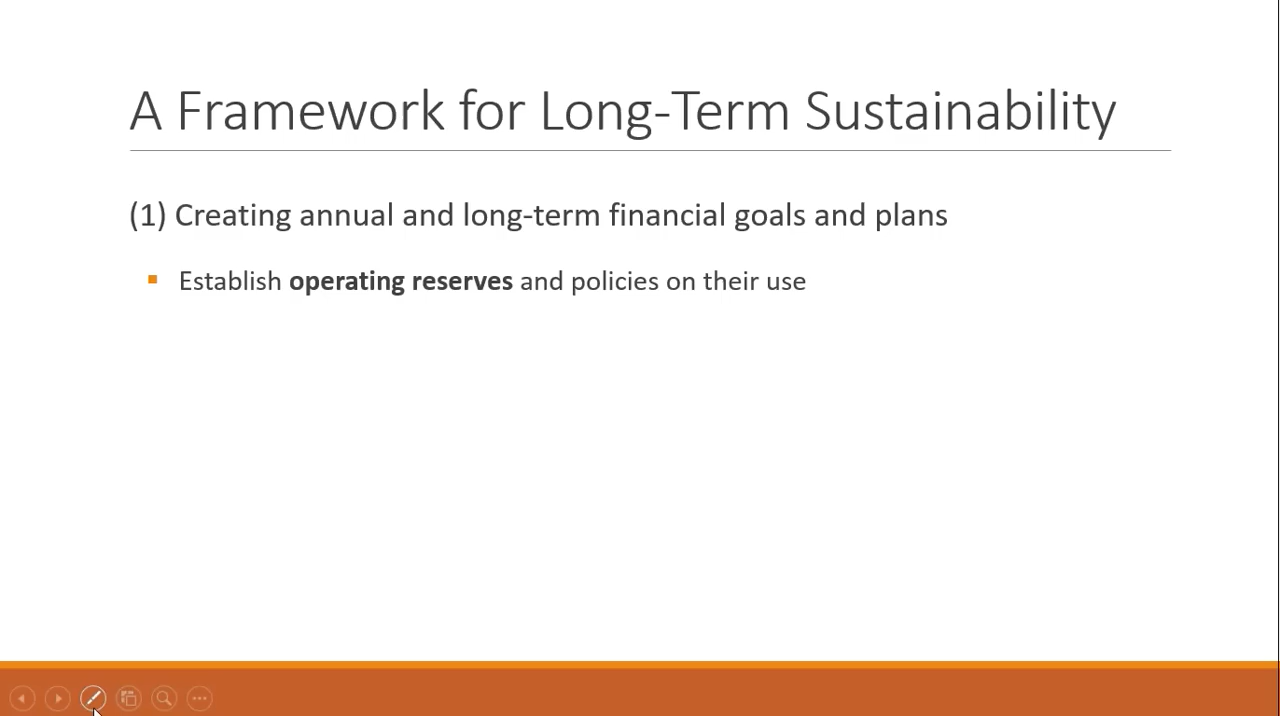 A Framework for Long-Term Sustainability
(1) Creating annual and long-term financial goals and plans
Establish operating reserves and policies on their use